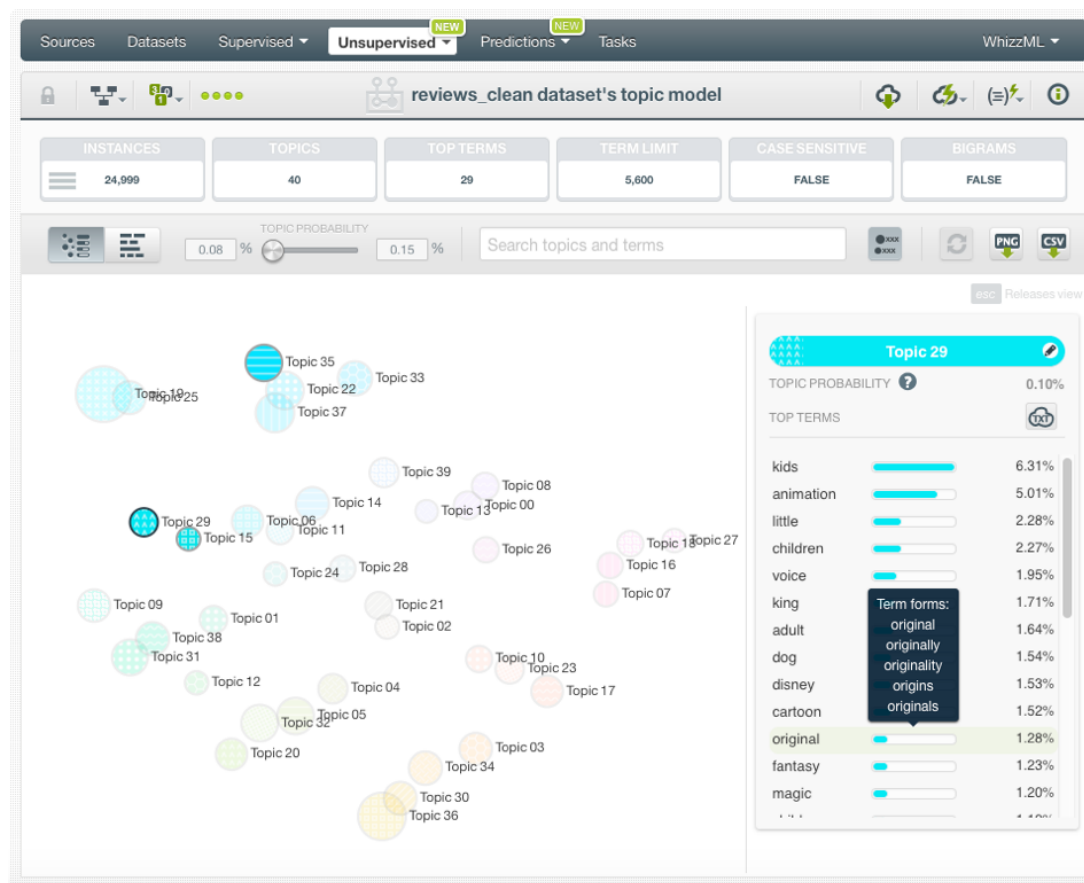 Sources Datasets Supervised Unsupervised NEW Predictions NEW Tasks WhizzML
reviews_clean dataset's topic model
INSTANCES TOPICS TOP TERMS TERM LIMIT CASE SENSITIVE BIGRAMS
24,999 40 29 5,600 FALSE FALSE
TOPIC PROBABILITY
0.08 % 0.15 % Search topics and terms PNG CSV
esc Releases view
Topic 35
Topic 33
Topic 22
Topic 19
Topic 25
Topic 37
Topic 39
Topic 08
Topic 14
Topic 00
Topic 13
Topic 29
Topic 06
Topic 11
Topic 15
Topic 27
Topic 18
Topic 26
Topic 16
Topic 28
Topic 24
Topic 07
Topic 09
Topic 21
Topic 01
Topic 02
Topic 38
Topic 31
Topic 10
Topic 23
Topic 12
Topic 04
Topic 17
Topic 05
Topic 32
Topic 03
Topic 20
Topic 34
Topic 30
Topic 36
Topic 29
TOPIC PROBABILITY ? 0.10%
TOP TERMS TXT
kids 6.31%
animation 5.01%
little 2.28%
children 2.27%
voice 1.95%
king 1.71%
adult 1.64%
dog 1.54%
disney 1.53%
cartoon 1.52%
original 1.28%
fantasy 1.23%
magic 1.20%
Term forms:
original
originally
originality
origins
originals